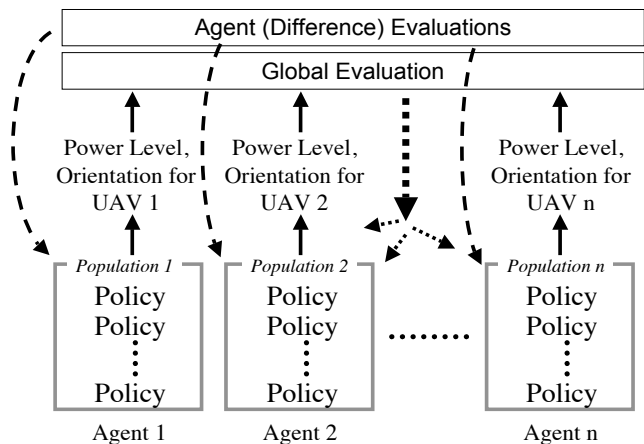 Agent (Difference) Evaluations
Global Evaluation
Power Level,
Orientation for
UAV 1
Power Level,
Orientation for
UAV 2
Power Level,
Orientation for
UAV n
Population 1
Policy
Policy
Policy
Agent 1
Population 2
Policy
Policy
Policy
Agent 2
Population n
Policy
Policy
Policy
Agent n